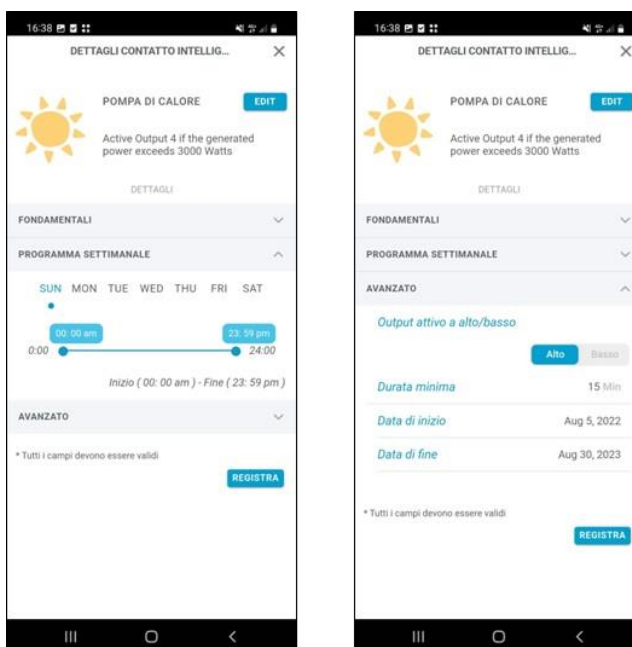 16:38
DETTAGLI CONTATTO INTELLIG...
POMPA DI CALORE
EDIT
Active Output 4 if the generated
power exceeds 3000 Watts
DETTAGLI
FONDAMENTALI
PROGRAMMA SETTIMANALE
SUN MON TUE WED THU FRI SAT
00: 00 am 23: 59 pm
0:00 24:00
Inizio ( 00: 00 am ) - Fine ( 23: 59 pm )
AVANZATO
* Tutti i campi devono essere validi
REGISTRA
16:38
DETTAGLI CONTATTO INTELLIG...
POMPA DI CALORE
EDIT
Active Output 4 if the generated
power exceeds 3000 Watts
DETTAGLI
FONDAMENTALI
PROGRAMMA SETTIMANALE
AVANZATO
Output attivo a alto/basso
Alto Basso
Durata minima 15 Min
Data di inizio Aug 5, 2022
Data di fine Aug 30, 2023
* Tutti i campi devono essere validi
REGISTRA